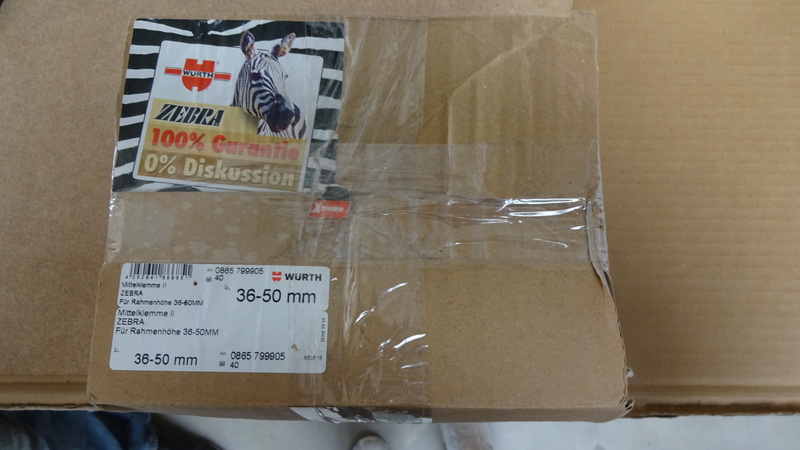 WÜRTH
ZEBRA
100% Garantie
0% Diskussion
Xtreme
0865 799905
40
WÜRTH
Mittelklemme II
ZEBRA
Für Rahmenhöhe 36-50MM
36-50 mm
Mittelklemme II
ZEBRA
Für Rahmenhöhe 36-50MM
36-50 mm
0865 799905
40